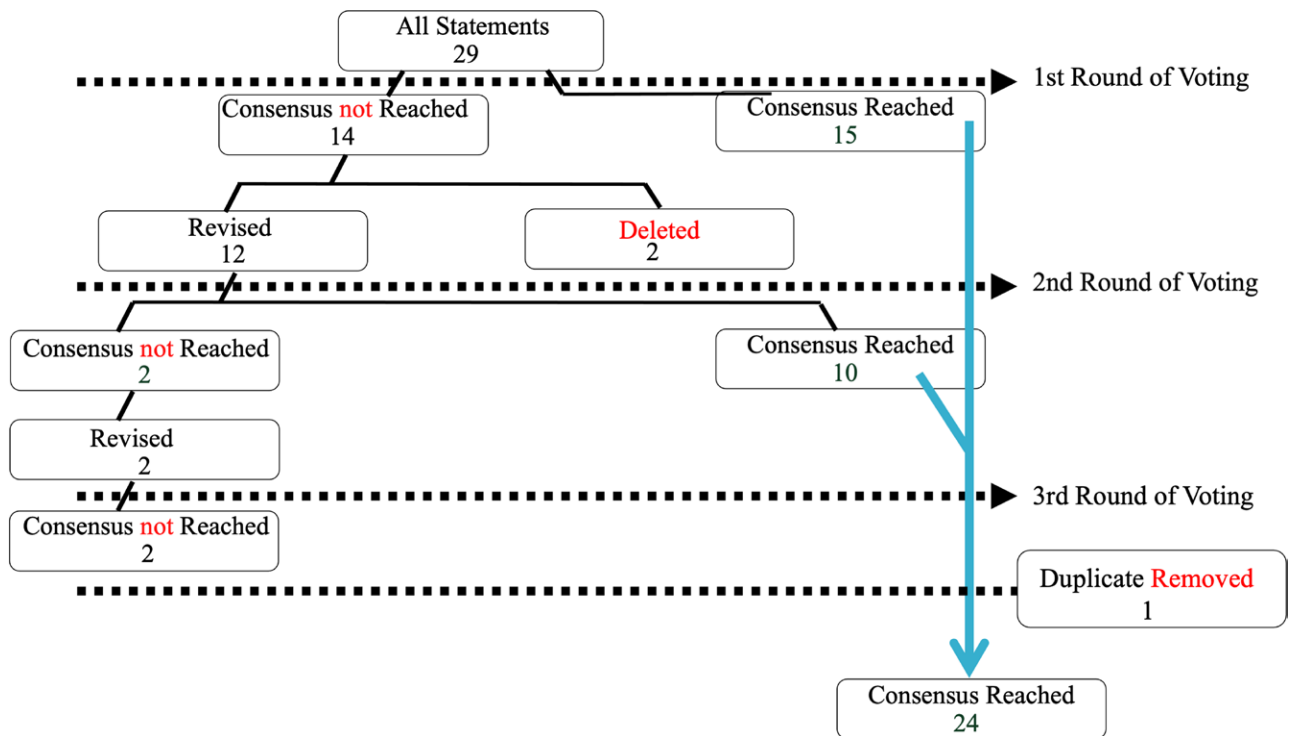 All Statements
29
1st Round of Voting
Consensus not Reached
14
Consensus Reached
15
Revised
12
Deleted
2
2nd Round of Voting
Consensus not Reached
2
Consensus Reached
10
Revised
2
3rd Round of Voting
Consensus not Reached
2
Duplicate Removed
1
Consensus Reached
24